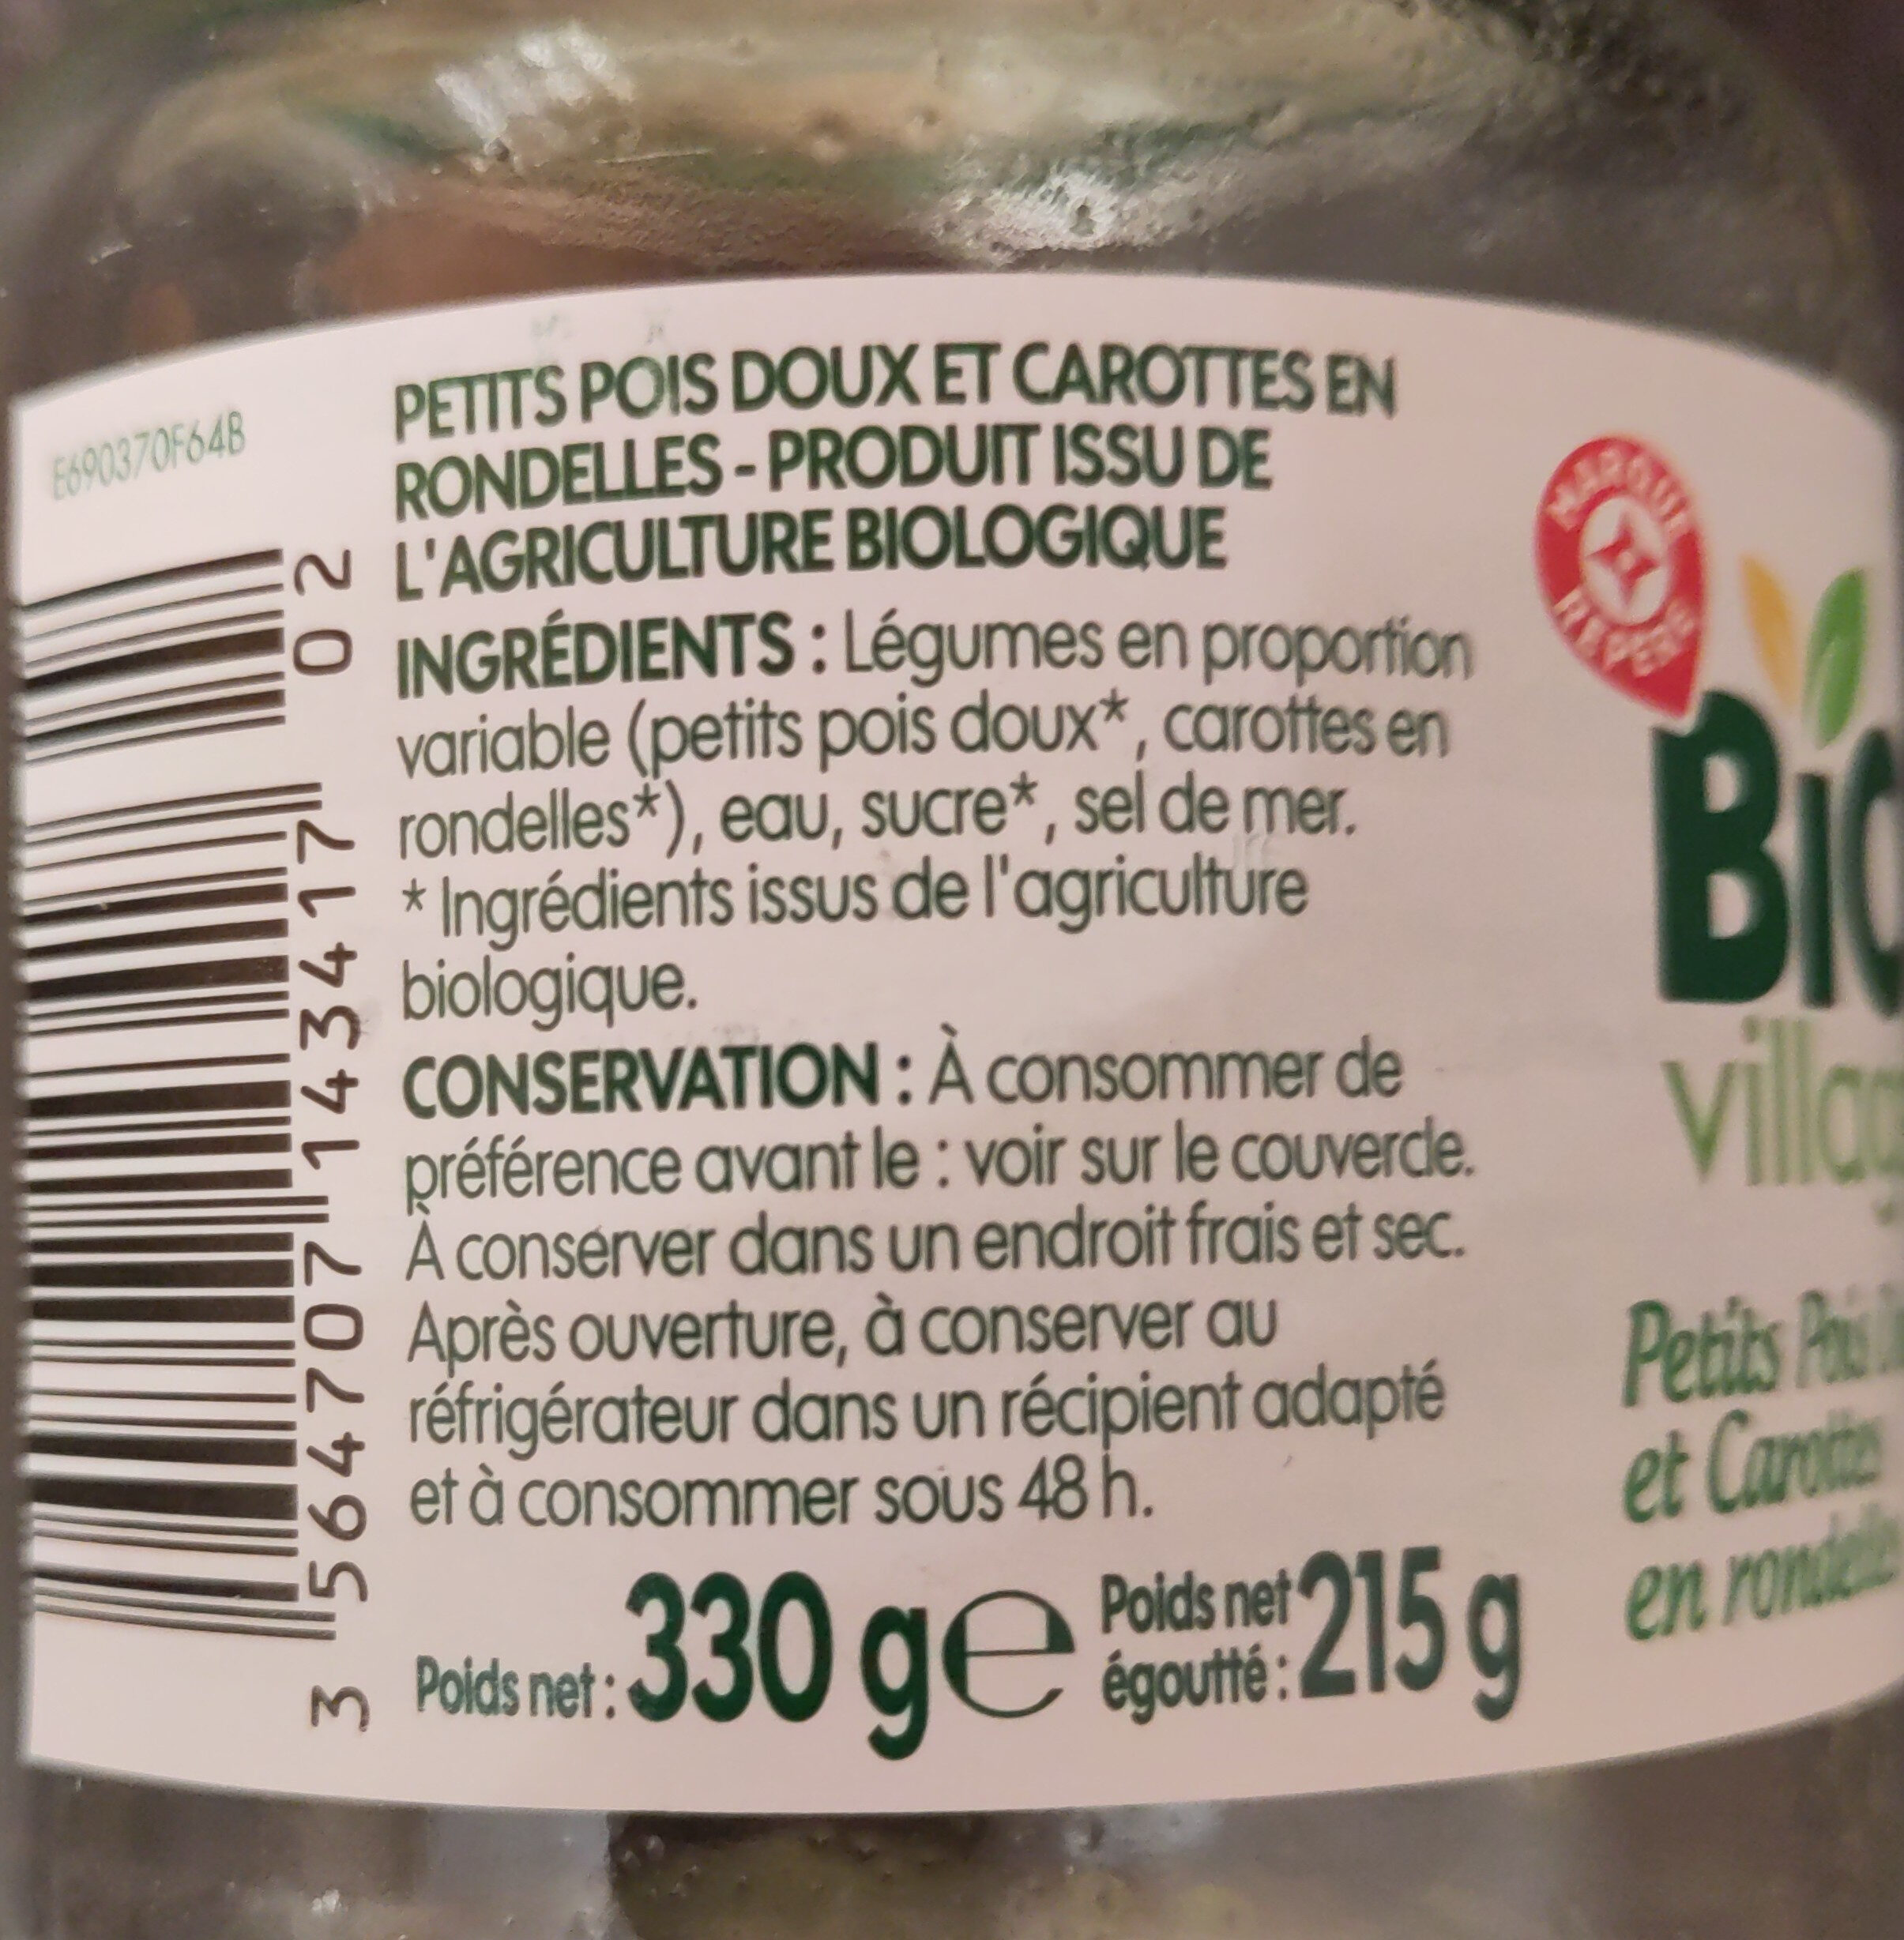 E690370F64B
PETITS POIS DOUX ET CAROTTES EN
RONDELLES - PRODUIT ISSU DE
L'AGRICULTURE BIOLOGIQUE
INGRÉDIENTS : Légumes en proportion
variable (petits pois doux*, carottes en
rondelles*), eau, sucre*, sel de mer.
* Ingrédients issus de l'agriculture
biologique.
CONSERVATION : À consommer de
préférence avant le : voir sur le couvercle.
À conserver dans un endroit frais et sec.
Après ouverture, à conserver au
réfrigérateur dans un récipient adapté
et à consommer sous 48 h.
Poids net : 330 g e Poids net
égoutté : 215 g
3 564707 143417 02
MARQUE
REPÈRE
Bio
Petits Pois
et Carottes
en